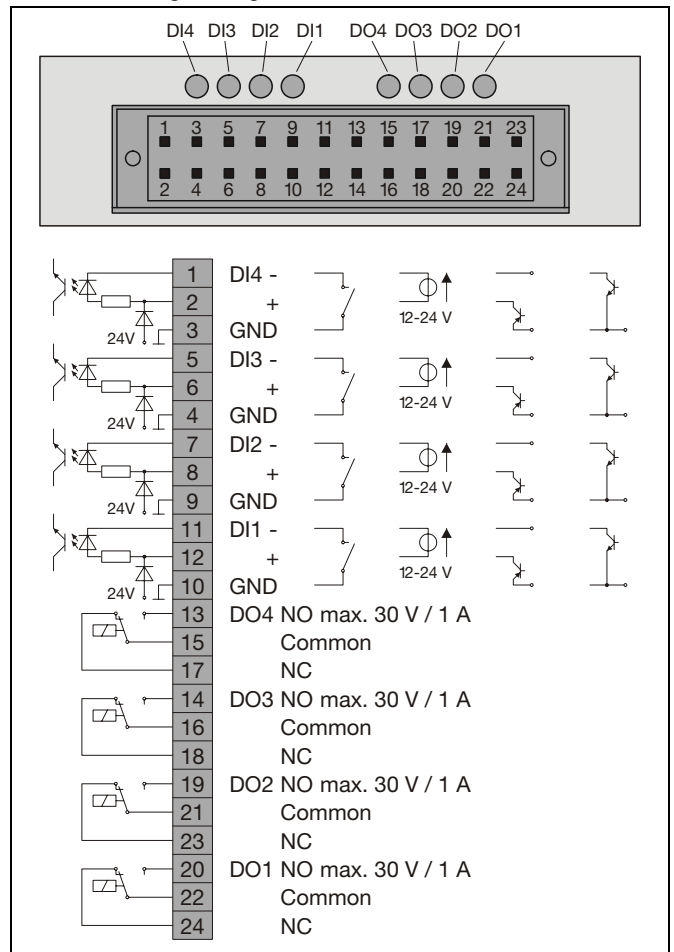 DI4 DI3 DI2 DI1 DO4 DO3 DO2 DO1
1 3 5 7 9 11 13 15 17 19 21 23
2 4 6 8 10 12 14 16 18 20 22 24
1 DI4 -
2 + 12-24 V
24V 3 GND
5 DI3 -
6 + 12-24 V
24V 4 GND
7 DI2 -
8 + 12-24 V
24V 9 GND
11 DI1 -
12 + 12-24 V
24V 10 GND
13 DO4 NO max. 30 V / 1 A
15 Common
17 NC
14 DO3 NO max. 30 V / 1 A
16 Common
18 NC
19 DO2 NO max. 30 V / 1 A
21 Common
23 NC
20 DO1 NO max. 30 V / 1 A
22 Common
24 NC